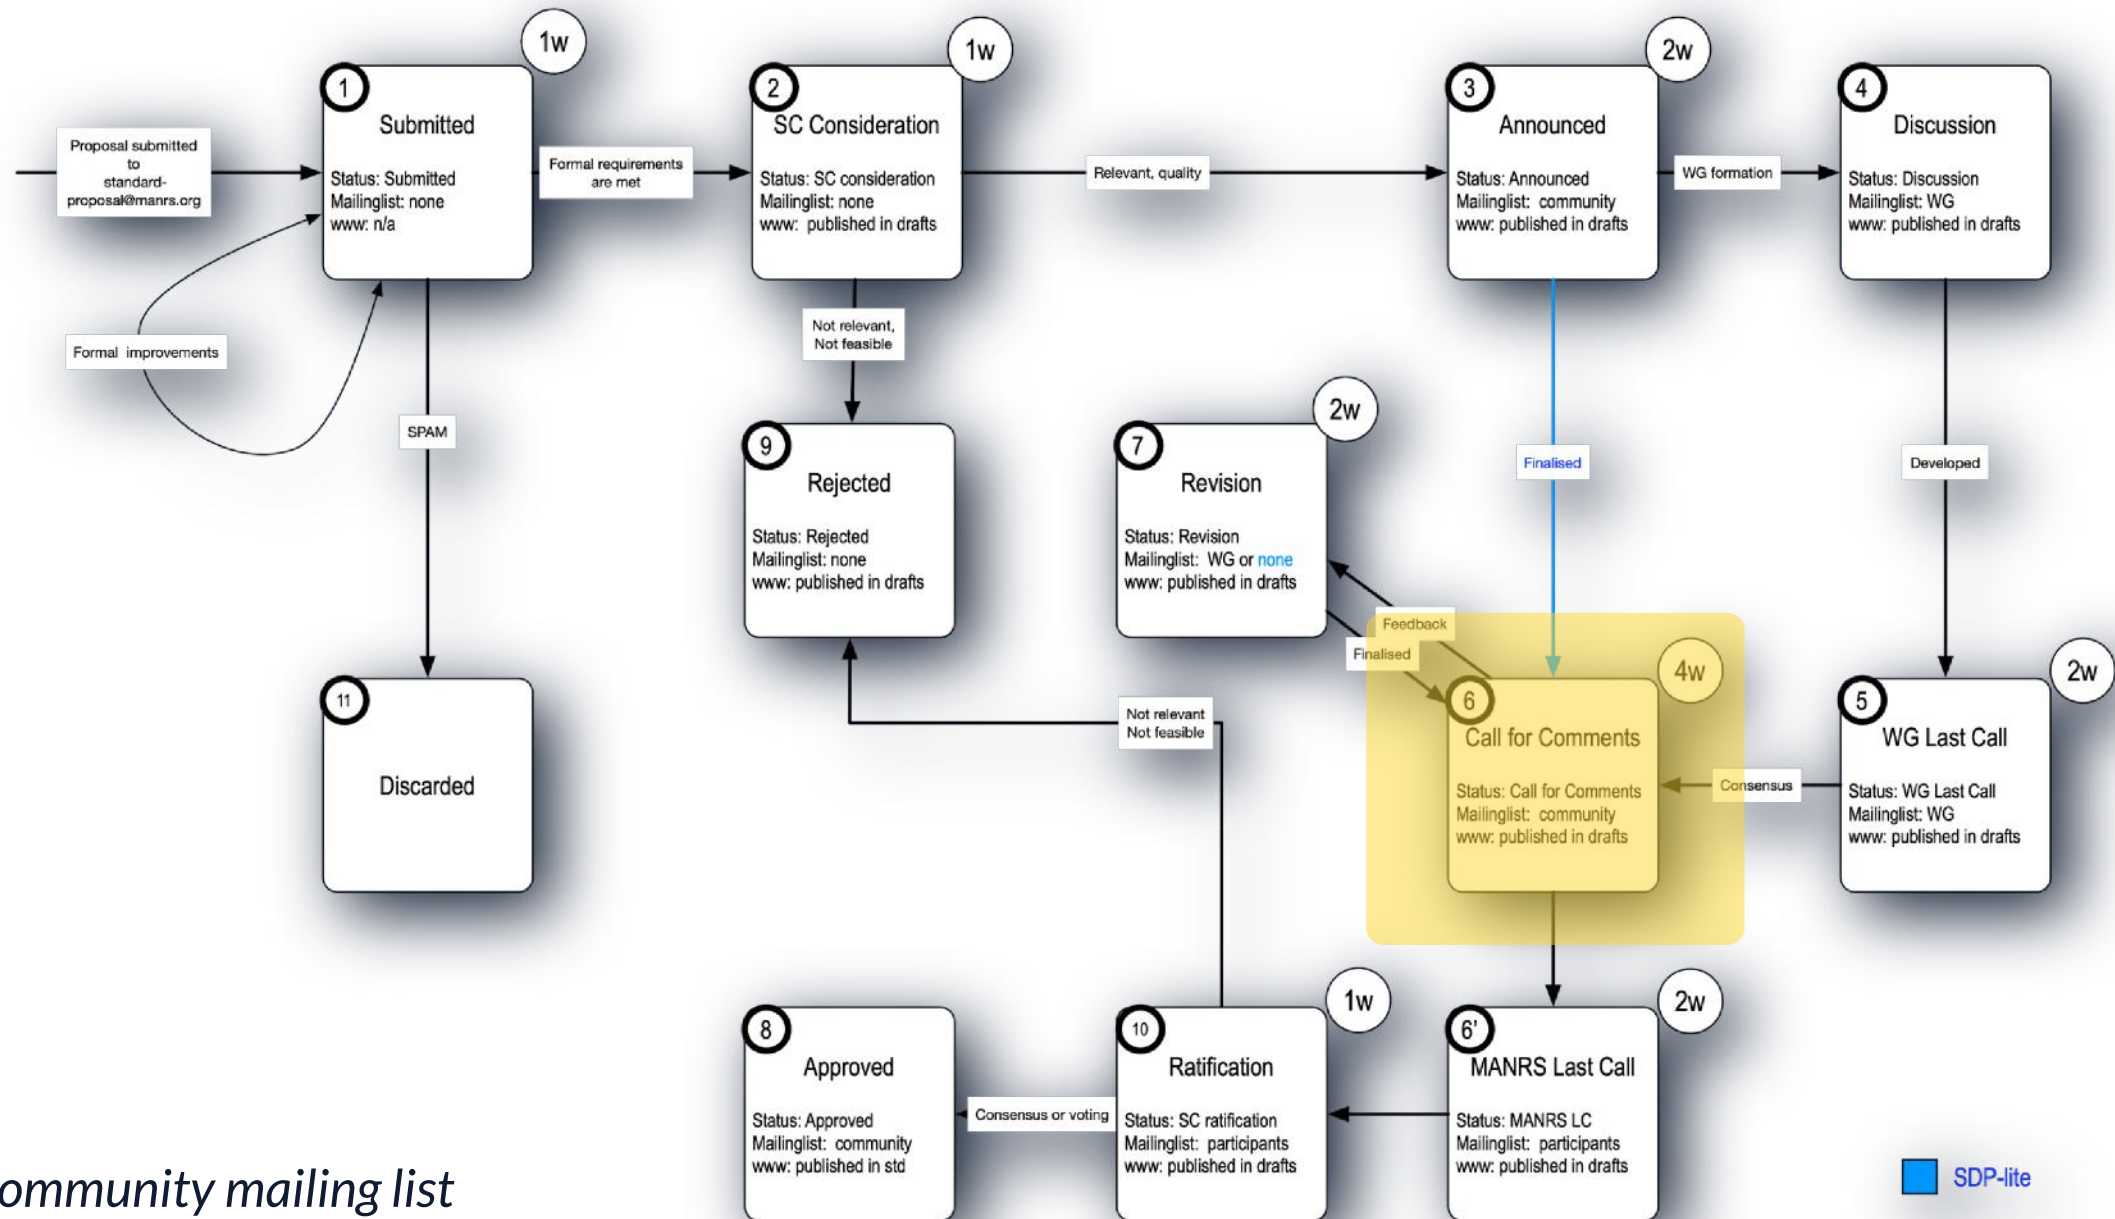 1w
1
Submitted
Status: Submitted
Mailinglist: none
www: n/a
Proposal submitted
to
standard-
proposal@manrs.org
Formal requirements
are met
1w
2
SC Consideration
Status: SC consideration
Mailinglist: none
www: published in drafts
Relevant, quality
2w
3
Announced
Status: Announced
Mailinglist: community
www: published in drafts
WG formation
4
Discussion
Status: Discussion
Mailinglist: WG
www: published in drafts
Formal improvements
SPAM
Not relevant,
Not feasible
9
Rejected
Status: Rejected
Mailinglist: none
www: published in drafts
2w
7
Revision
Status: Revision
Mailinglist: WG or none
www: published in drafts
Finalised
Developed
Feedback
Finalised
11
Discarded
Not relevant
Not feasible
4w
6
Call for Comments
Status: Call for Comments
Mailinglist: community
www: published in drafts
Consensus
2w
5
WG Last Call
Status: WG Last Call
Mailinglist: WG
www: published in drafts
8
Approved
Status: Approved
Mailinglist: community
www: published in std
Consensus or voting
1w
10
Ratification
Status: SC ratification
Mailinglist: participants
www: published in drafts
2w
6'
MANRS Last Call
Status: MANRS LC
Mailinglist: participants
www: published in drafts
ommunity mailing list
SDP-lite